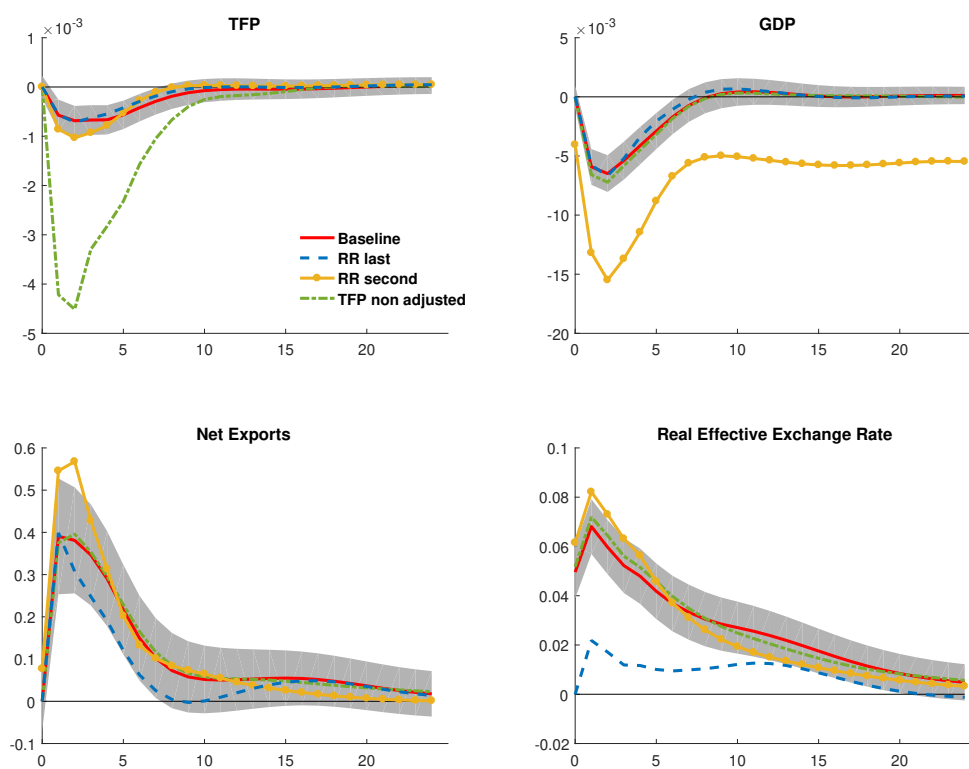 ×10⁻³
TFP
1
0
-1
-2
-3
-4
-5
0 5 10 15 20
Baseline
RR last
RR second
TFP non adjusted
×10⁻³
GDP
5
0
-5
-10
-15
-20
0 5 10 15 20
Net Exports
0.6
0.5
0.4
0.3
0.2
0.1
0
-0.1
0 5 10 15 20
Real Effective Exchange Rate
0.1
0.08
0.06
0.04
0.02
0
-0.02
0 5 10 15 20